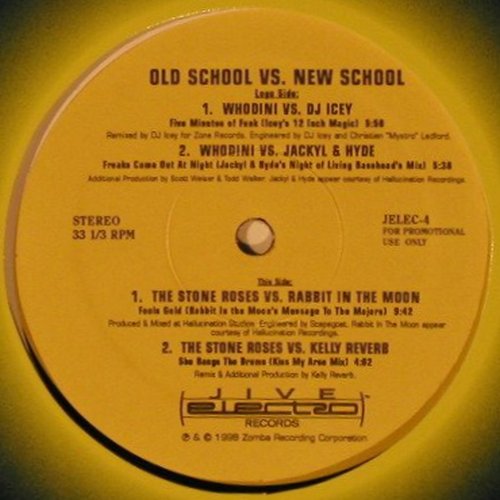 OLD SCHOOL VS. NEW SCHOOL
Logo Side:
1. WHODINI VS. DJ ICEY
Five Minutes of Funk (Icey's 12 Inch Magic) 5:56
Remixed by DJ Icey for Zone Records. Engineered by DJ Icey and Christian "Mystro" Ledford.
2. WHODINI VS. JACKYL & HYDE
Freaks Come Out At Night (Jackyl & Hyde's Night of Living Basehead's Mix) 5:38
Additional Production by Scott Weiser & Todd Walker. Jackyl & Hyde appear courtesy of Hallucination Recordings.
STEREO
33 1/3 RPM
JELEC-4
FOR PROMOTIONAL
USE ONLY
This Side:
1. THE STONE ROSES VS. RABBIT IN THE MOON
Fools Gold (Rabbit in the Moon's Message To The Majors) 9:42
Produced & Mixed at Hallucination Studios. Engineered by Scapegoat. Rabbit In The Moon appear
courtesy of Hallucination Recordings.
2. THE STONE ROSES VS. KELLY REVERB
She Bangs The Drums (Kiss My Arse Mix) 4:02
Remix & Additional Production by Kelly Reverb.
JIVE
electro
RECORDS
℗ & © 1998 Zomba Recording Corporation